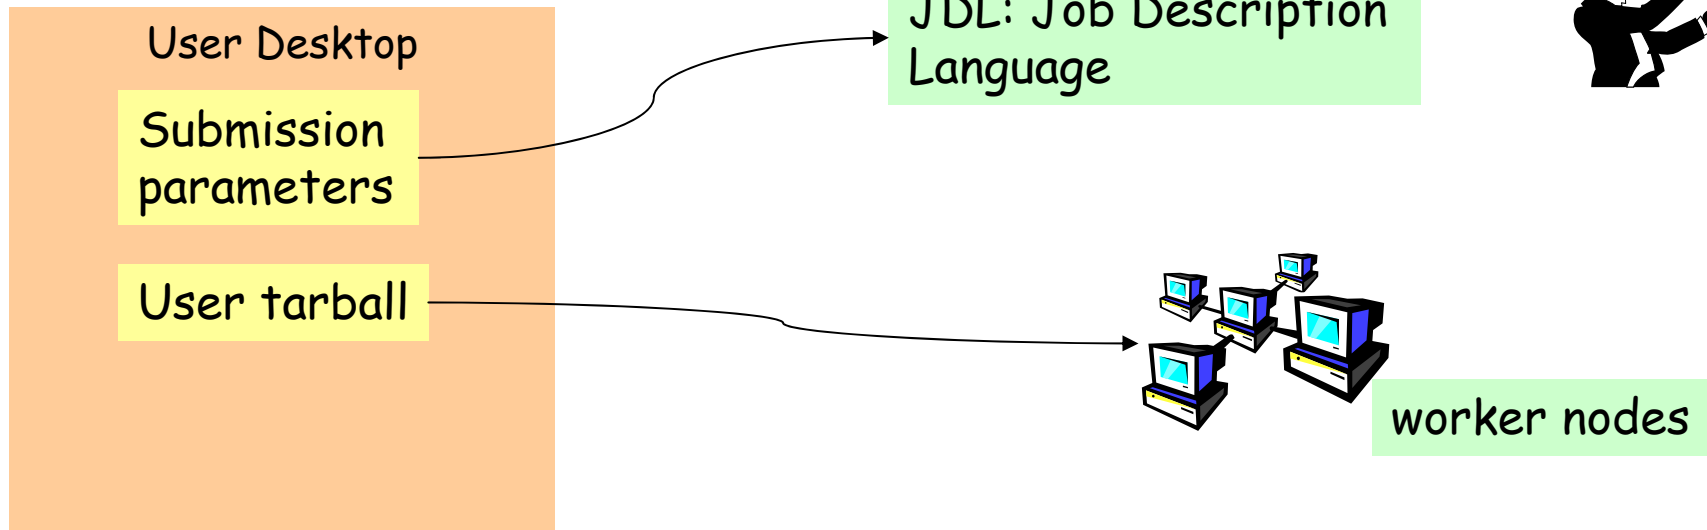 JDL: Job Description
Language
User Desktop
Submission
parameters
User tarball
worker nodes